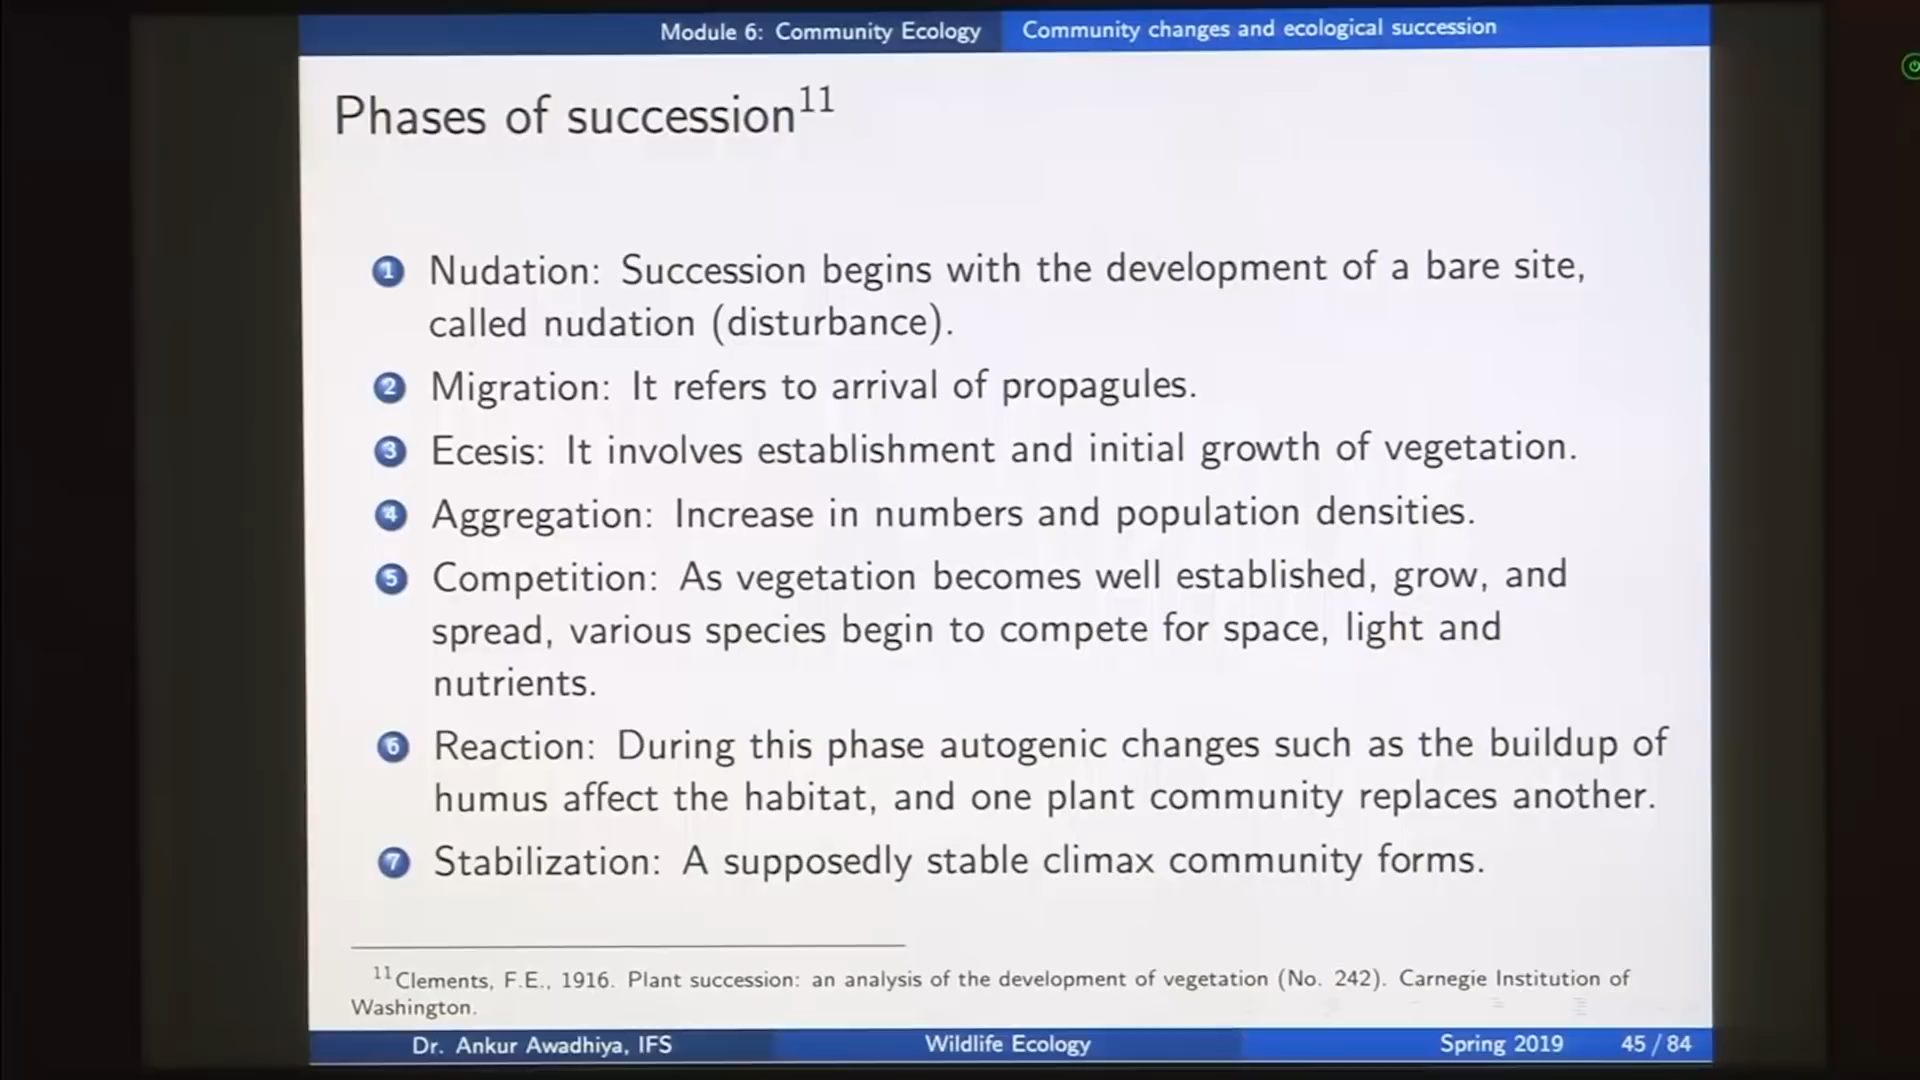 Module 6: Community Ecology Community changes and ecological succession
Phases of succession11
1 Nudation: Succession begins with the development of a bare site,
called nudation (disturbance).
2 Migration: It refers to arrival of propagules.
3 Ecesis: It involves establishment and initial growth of vegetation.
4 Aggregation: Increase in numbers and population densities.
5 Competition: As vegetation becomes well established, grow, and
spread, various species begin to compete for space, light and
nutrients.
6 Reaction: During this phase autogenic changes such as the buildup of
humus affect the habitat, and one plant community replaces another.
7 Stabilization: A supposedly stable climax community forms.
11 Clements, F.E., 1916. Plant succession: an analysis of the development of vegetation (No. 242). Carnegie Institution of
Washington.
Dr. Ankur Awadhiya, IFS Wildlife Ecology Spring 2019 45 / 84